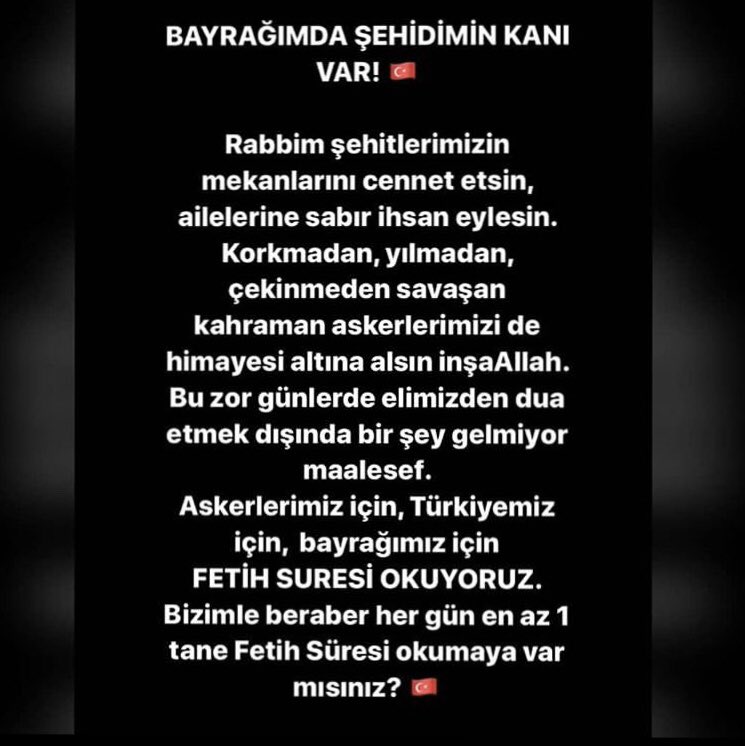 BAYRAĞIMDA ŞEHİDİMİN KANI
VAR! 🇹🇷
Rabbim şehitlerimizin
mekanlarını cennet etsin,
ailelerine sabır ihsan eylesin.
Korkmadan, yılmadan,
çekinmeden savaşan
kahraman askerlerimizi de
himayesi altına alsın inşaAllah.
Bu zor günlerde elimizden dua
etmek dışında bir şey gelmiyor
maalesef.
Askerlerimiz için, Türkiyemiz
için, bayrağımız için
FETİH SURESİ OKUYORUZ.
Bizimle beraber her gün en az 1
tane Fetih Süresi okumaya var
mısınız? 🇹🇷